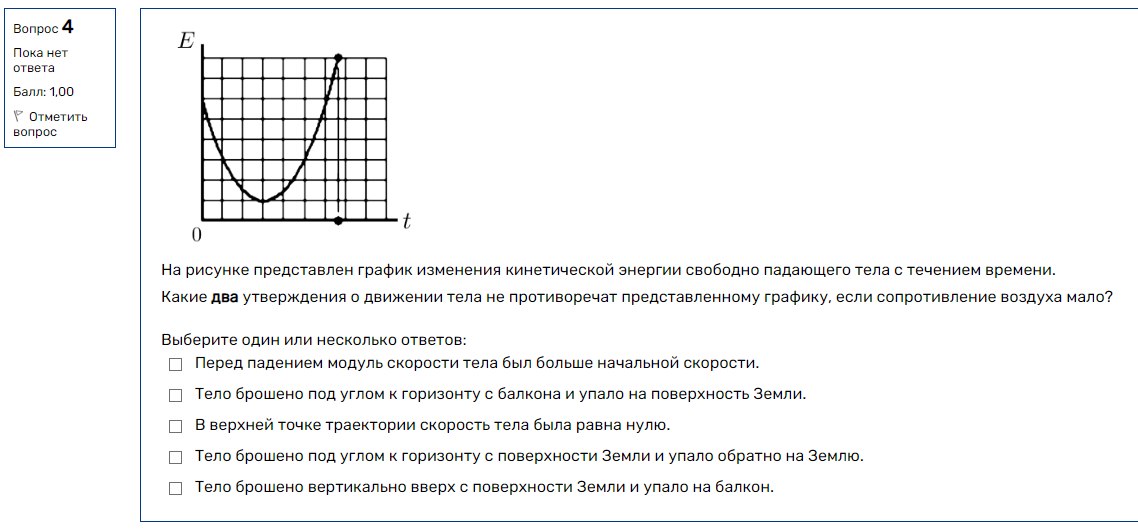 Вопрос 4
Пока нет
ответа
Балл: 1,00
Отметить
вопрос
E
t
0
На рисунке представлен график изменения кинетической энергии свободно падающего тела с течением времени.
Какие два утверждения о движении тела не противоречат представленному графику, если сопротивление воздуха мало?
Выберите один или несколько ответов:
Перед падением модуль скорости тела был больше начальной скорости.
Тело брошено под углом к горизонту с балкона и упало на поверхность Земли.
В верхней точке траектории скорость тела была равна нулю.
Тело брошено под углом к горизонту с поверхности Земли и упало обратно на Землю.
Тело брошено вертикально вверх с поверхности Земли и упало на балкон.